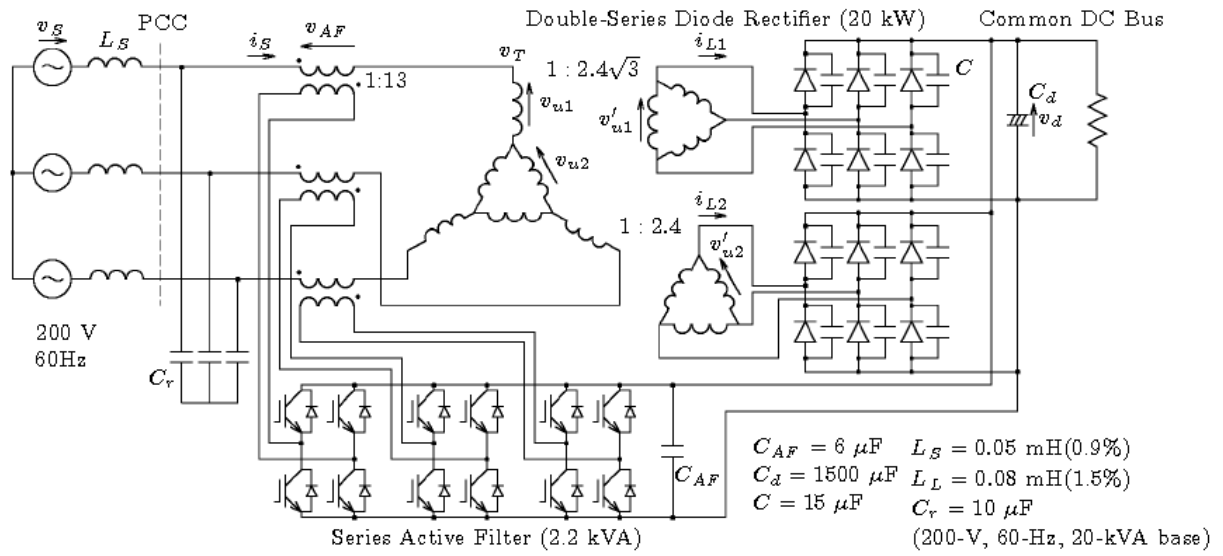 Double-Series Diode Rectifier (20 kW)
Common DC Bus
v_S
L_S
PCC
i_S
v_AF
v_T
1:13
v_u1
v_u2
1 : 2.4√3
i_L1
v'_u1
C
C_d
v_d
1 : 2.4
i_L2
v'_u2
200 V
60Hz
C_r
C_AF
C_AF = 6 μF
C_d = 1500 μF
C = 15 μF
L_S = 0.05 mH(0.9%)
L_L = 0.08 mH(1.5%)
C_r = 10 μF
(200-V, 60-Hz, 20-kVA base)
Series Active Filter (2.2 kVA)